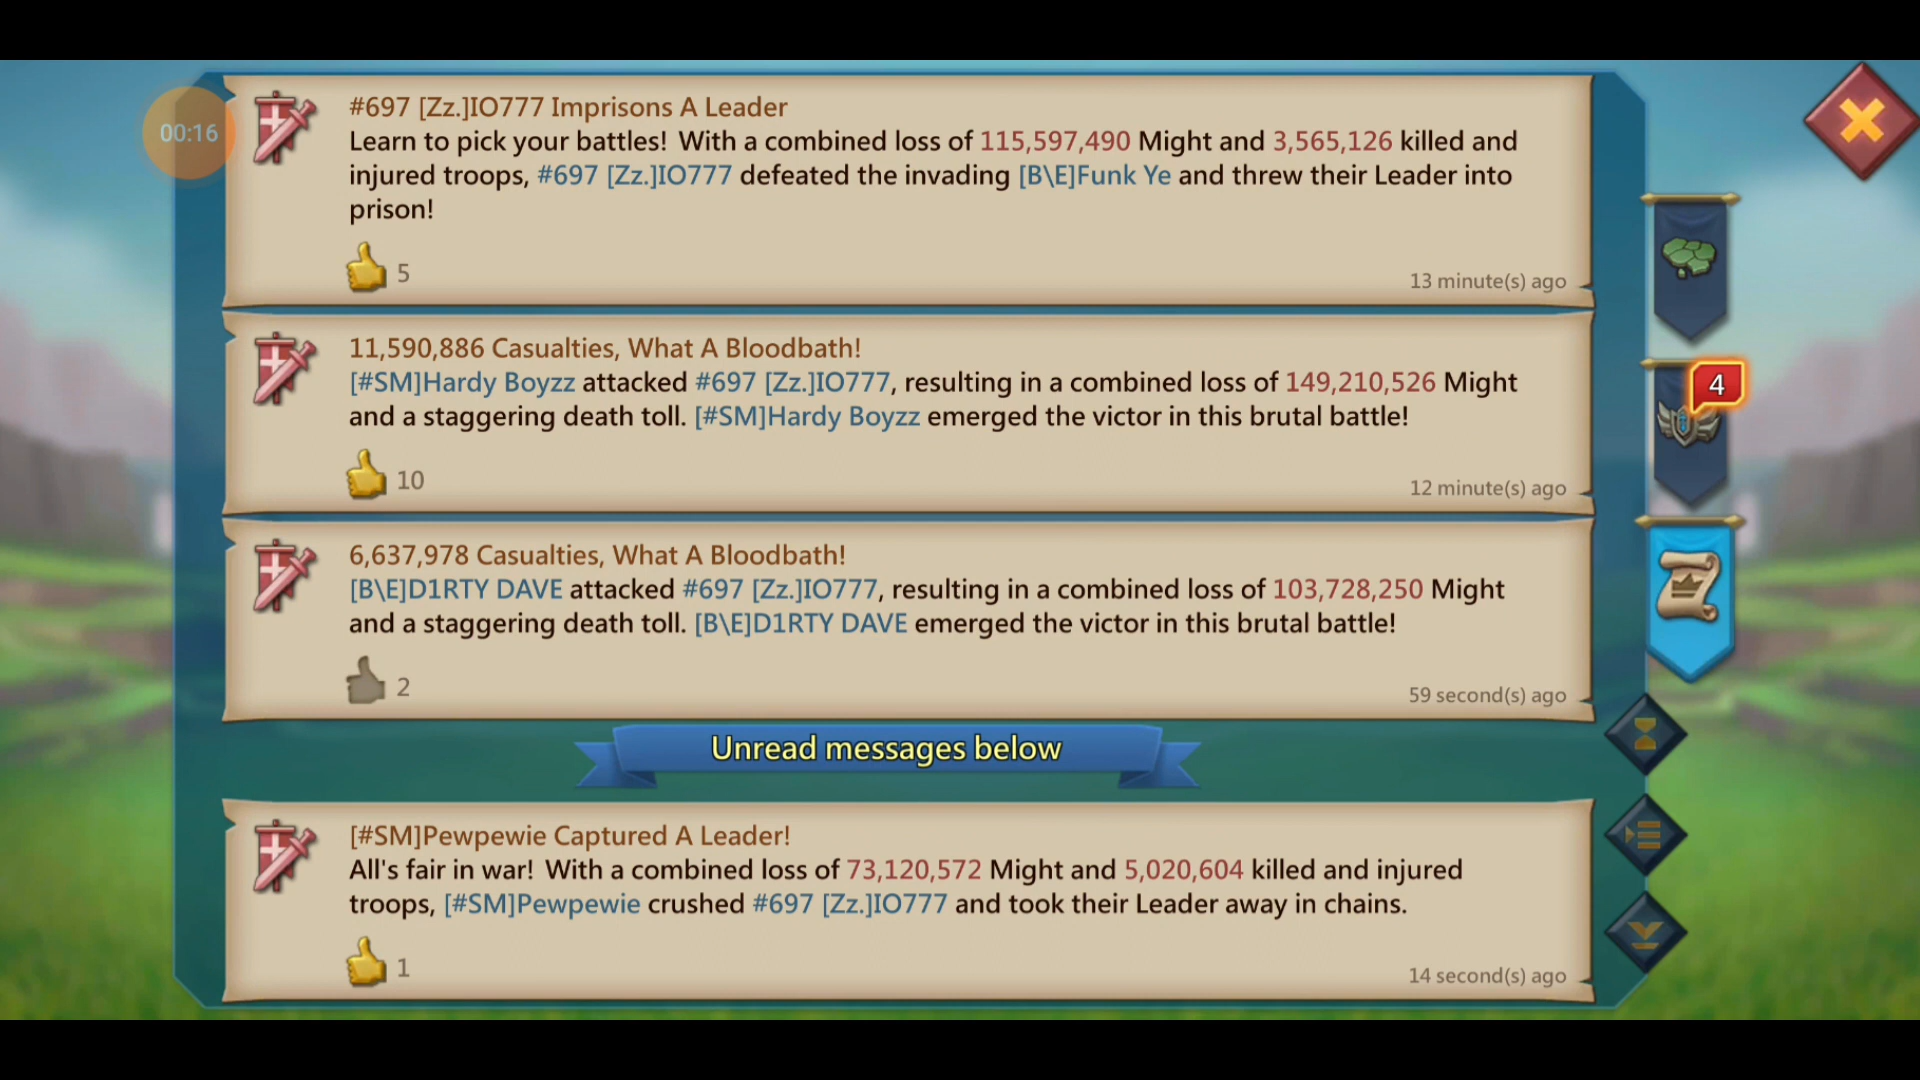 00:16
#697 [Zz.]IO777 Imprisons A Leader
Learn to pick your battles! With a combined loss of 115,597,490 Might and 3,565,126 killed and
injured troops, #697 [Zz.]IO777 defeated the invading [B\E]Funk Ye and threw their Leader into
prison!
5
13 minute(s) ago
11,590,886 Casualties, What A Bloodbath!
[#SM]Hardy Boyzz attacked #697 [Zz.]IO777, resulting in a combined loss of 149,210,526 Might
and a staggering death toll. [#SM]Hardy Boyzz emerged the victor in this brutal battle!
10
12 minute(s) ago
4
6,637,978 Casualties, What A Bloodbath!
[B\E]D1RTY DAVE attacked #697 [Zz.]IO777, resulting in a combined loss of 103,728,250 Might
and a staggering death toll. [B\E]D1RTY DAVE emerged the victor in this brutal battle!
2
59 second(s) ago
Unread messages below
[#SM]Pewpewie Captured A Leader!
All's fair in war! With a combined loss of 73,120,572 Might and 5,020,604 killed and injured
troops, [#SM]Pewpewie crushed #697 [Zz.]IO777 and took their Leader away in chains.
1
14 second(s) ago